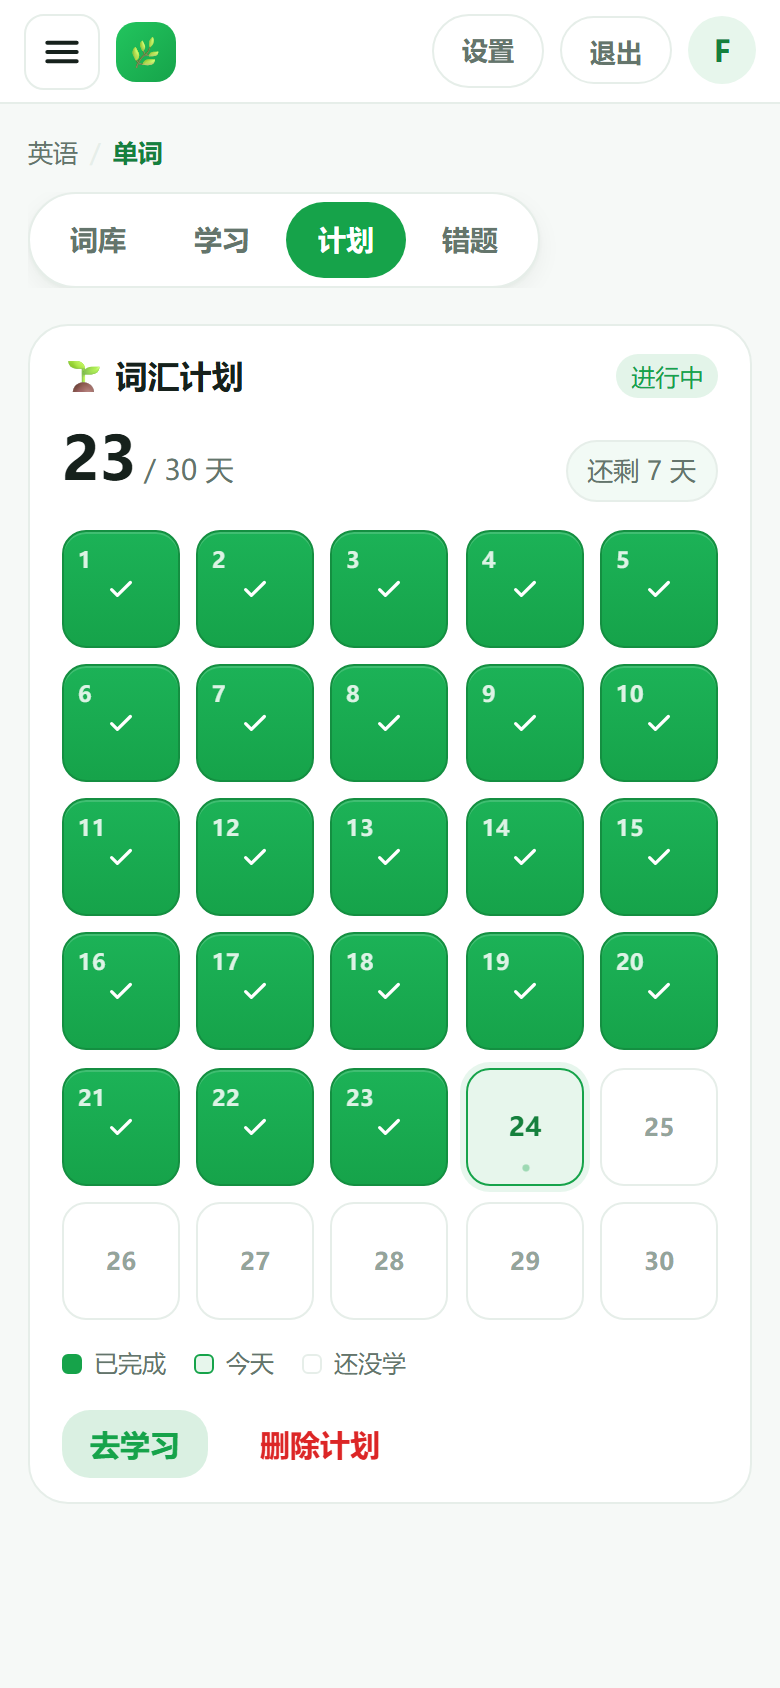 设置 退出 F
英语 / 单词
词库 学习 计划 错题
词汇计划 进行中
23 / 30 天 还剩 7 天
1 2 3 4 5
6 7 8 9 10
11 12 13 14 15
16 17 18 19 20
21 22 23 24 25
26 27 28 29 30
已完成 今天 还没学
去学习 删除计划